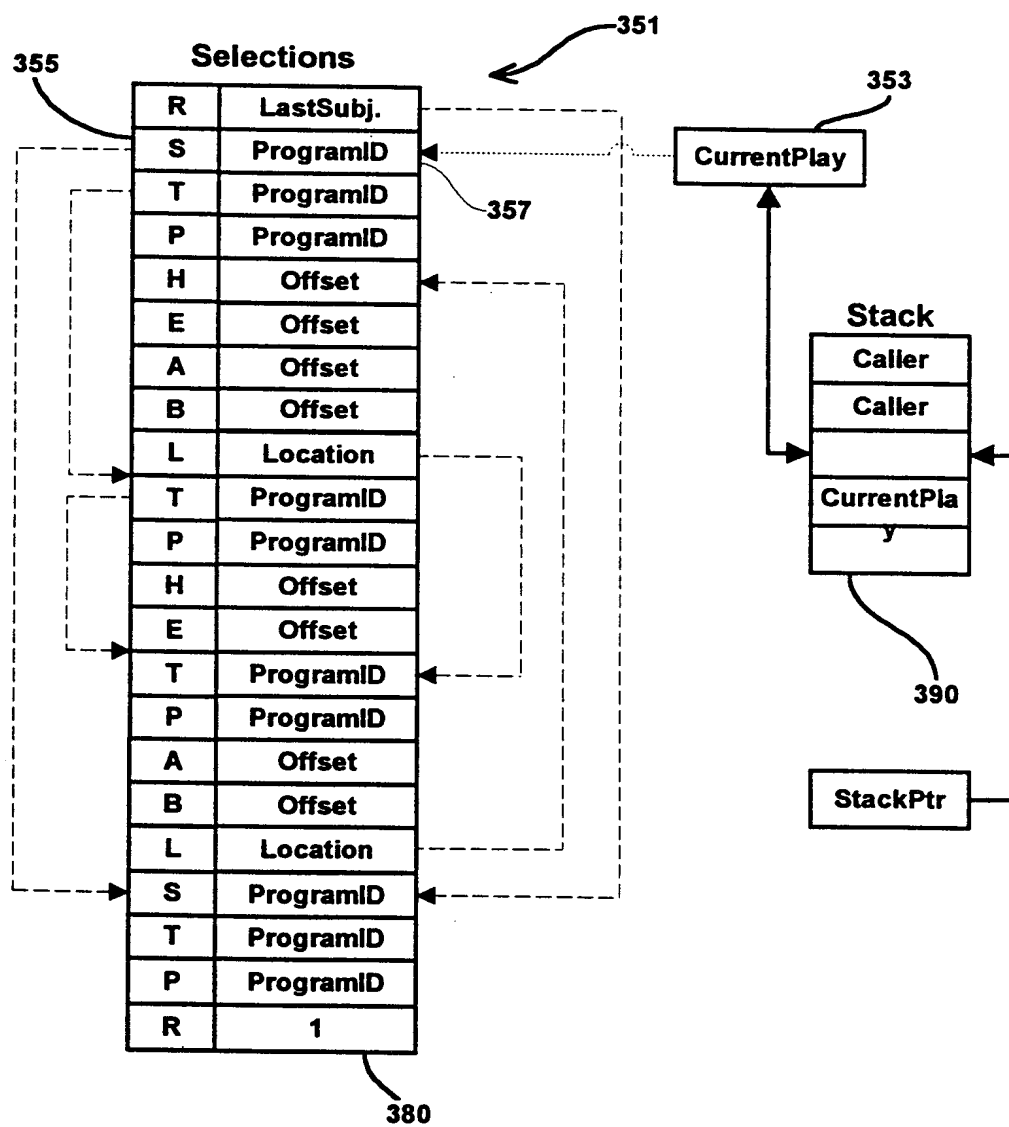 351
355
Selections
353
R LastSubj.
S ProgramID
CurrentPlay
T ProgramID
357
P ProgramID
H Offset
E Offset
Stack
A Offset
Caller
B Offset
Caller
L Location
T ProgramID
CurrentPla
y
P ProgramID
H Offset
E Offset
T ProgramID
390
P ProgramID
A Offset
B Offset
StackPtr
L Location
S ProgramID
T ProgramID
P ProgramID
R 1
380